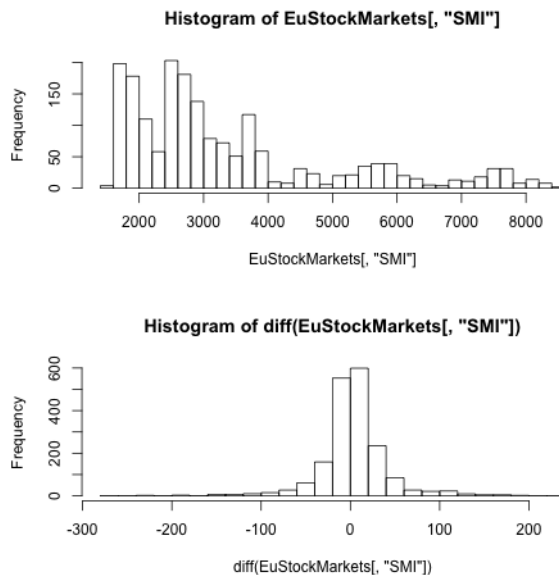 Histogram of EuStockMarkets[, "SMI"]
Frequency
0 50 150
2000 3000 4000 5000 6000 7000 8000
EuStockMarkets[, "SMI"]
Histogram of diff(EuStockMarkets[, "SMI"])
Frequency
0 200 400 600
-300 -200 -100 0 100 200
diff(EuStockMarkets[, "SMI"])